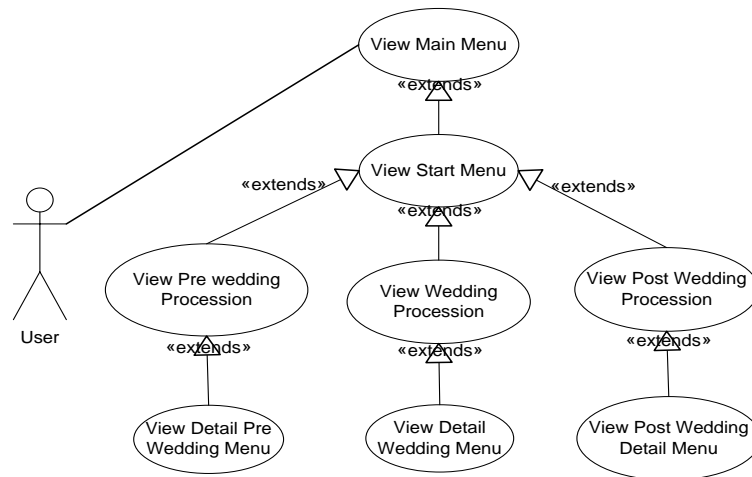 View Main Menu
«extends»
View Start Menu
«extends»
«extends»
«extends»
View Pre wedding
Procession
View Wedding
Procession
View Post Wedding
Procession
User
«extends»
«extends»
«extends»
View Detail Pre
Wedding Menu
View Detail
Wedding Menu
View Post Wedding
Detail Menu